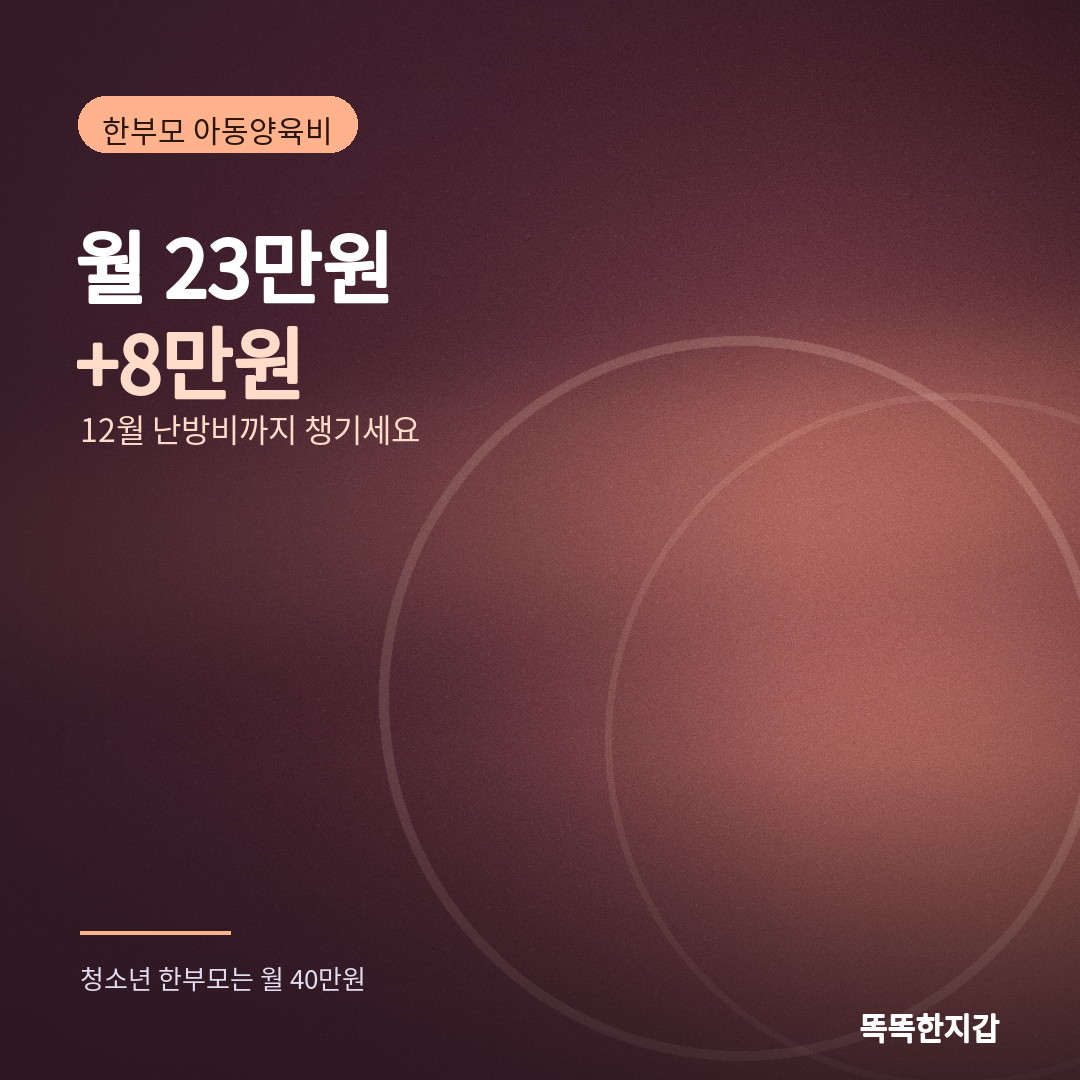 한부모 아동양육비
월 23만원
+8만원
12월 난방비까지 챙기세요
청소년 한부모는 월 40만원
똑똑한지갑